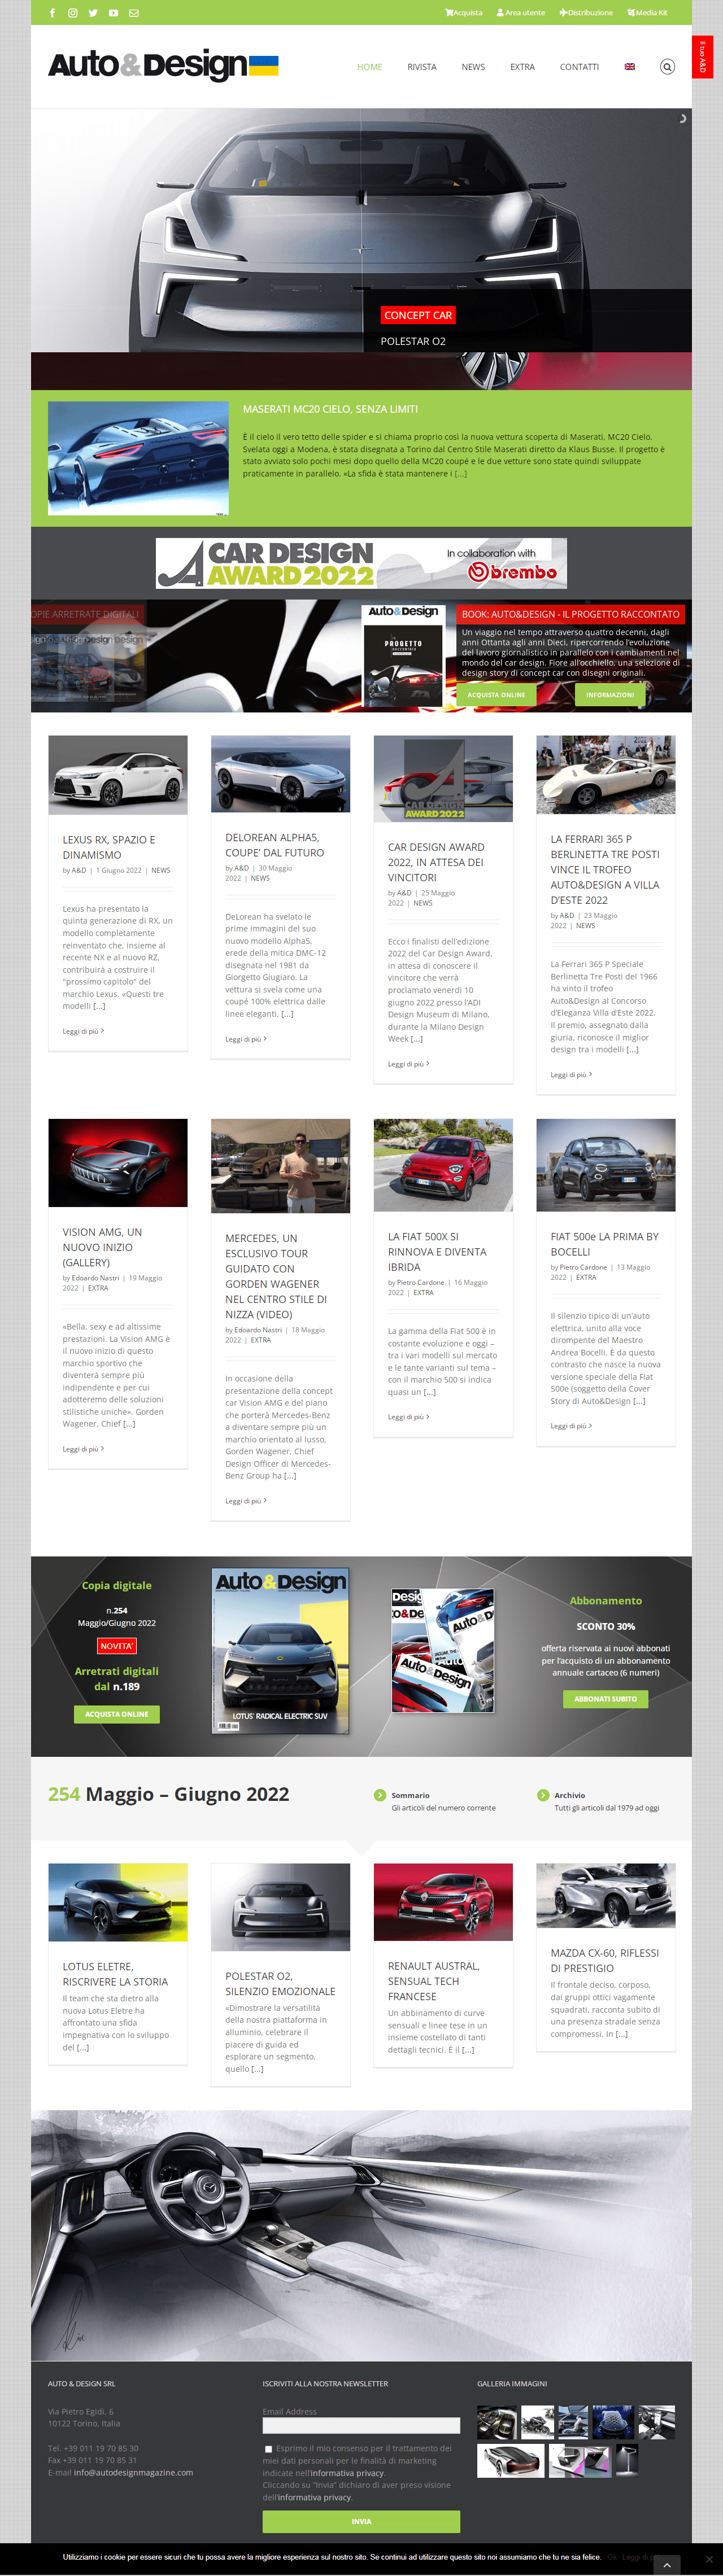 Acquista
Area utente
Distribuzione
Media Kit
Il tuo A&D
Auto&Design
HOME
RIVISTA
NEWS
EXTRA
CONTATTI
CONCEPT CAR
POLESTAR O2
MASERATI MC20 CIELO, SENZA LIMITI
È il cielo il vero tetto delle spider e si chiama proprio così la nuova vettura scoperta di Maserati, MC20 Cielo.
Svelata oggi a Modena, è stata disegnata a Torino dal Centro Stile Maserati diretto da Klaus Busse. Il progetto è
stato avviato solo pochi mesi dopo quello della MC20 coupé e le due vetture sono state quindi sviluppate
praticamente in parallelo. «La sfida è stata mantenere i [...]
CAR DESIGN
AWARD 2022
In collaboration with
brembo
OPIE ARRETRATE DIGITALI
Auto&Design
IL
PROGETTO
RACCONTATO
BOOK: AUTO&DESIGN - IL PROGETTO RACCONTATO
Un viaggio nel tempo attraverso quattro decenni, dagli
anni Ottanta agli anni Dieci, ripercorrendo l'evoluzione
del lavoro giornalistico in parallelo con i cambiamenti nel
mondo del car design. Fiore all'occhiello, una selezione di
design story di concept car con disegni originali.
ACQUISTA ONLINE
INFORMAZIONI
LEXUS RX, SPAZIO E
DINAMISMO
by A&D | 1 Giugno 2022 | NEWS
Lexus ha presentato la
quinta generazione di RX, un
modello completamente
reinventato che, insieme al
recente NX e al nuovo RZ,
contribuirà a costruire il
"prossimo capitolo" del
marchio Lexus. «Questi tre
modelli [...]
Leggi di più >
DELOREAN ALPHA5,
COUPE' DAL FUTURO
by A&D | 30 Maggio
2022 | NEWS
DeLorean ha svelato le
prime immagini del suo
nuovo modello Alpha5,
erede della mitica DMC-12
disegnata nel 1981 da
Giorgetto Giugiaro. La
vettura si svela come una
coupé 100% elettrica dalle
linee eleganti, [...]
Leggi di più >
CAR DESIGN
AWARD 2022
CAR DESIGN AWARD
2022, IN ATTESA DEI
VINCITORI
by A&D | 25 Maggio
2022 | NEWS
Ecco i finalisti dell'edizione
2022 del Car Design Award,
in attesa di conoscere il
vincitore che verrà
proclamato venerdì 10
giugno 2022 presso l'ADI
Design Museum di Milano,
durante la Milano Design
Week [...]
Leggi di più >
LA FERRARI 365 P
BERLINETTA TRE POSTI
VINCE IL TROFEO
AUTO&DESIGN A VILLA
D'ESTE 2022
by A&D | 23 Maggio
2022 | NEWS
La Ferrari 365 P Speciale
Berlinetta Tre Posti del 1966
ha vinto il trofeo
Auto&Design al Concorso
d'Eleganza Villa d'Este 2022.
Il premio, assegnato dalla
giuria, riconosce il miglior
design tra i modelli [...]
Leggi di più >
VISION AMG, UN
NUOVO INIZIO
(GALLERY)
by Edoardo Nastri | 19 Maggio
2022 | EXTRA
«Bella, sexy e ad altissime
prestazioni. La Vision AMG è
il nuovo inizio di questo
marchio sportivo che
diventerà sempre più
indipendente e per cui
adotteremo delle soluzioni
stilistiche uniche». Gorden
Wagener, Chief [...]
Leggi di più >
MERCEDES, UN
ESCLUSIVO TOUR
GUIDATO CON
GORDEN WAGENER
NEL CENTRO STILE DI
NIZZA (VIDEO)
by Edoardo Nastri | 18 Maggio
2022 | EXTRA
In occasione della
presentazione della concept
car Vision AMG e del piano
che porterà Mercedes-Benz
a diventare sempre più un
marchio orientato al lusso,
Gorden Wagener, Chief
Design Officer di Mercedes-
Benz Group ha [...]
Leggi di più >
LA FIAT 500X SI
RINNOVA E DIVENTA
IBRIDA
by Pietro Cardone | 16 Maggio
2022 | EXTRA
La gamma della Fiat 500 è in
costante evoluzione e oggi –
tra i vari modelli sul mercato
e le tante varianti sul tema –
con il marchio 500 si indica
quasi un [...]
Leggi di più >
FIAT 500e LA PRIMA BY
BOCELLI
by Pietro Cardone | 13 Maggio
2022 | EXTRA
Il silenzio tipico di un'auto
elettrica, unito alla voce
dirompente del Maestro
Andrea Bocelli. È da questo
contrasto che nasce la nuova
versione speciale della Fiat
500e (soggetto della Cover
Story di Auto&Design [...]
Leggi di più >
Copia digitale
n.254
Maggio/Giugno 2022
NOVITA'
Arretrati digitali
dal n.189
ACQUISTA ONLINE
Auto&Design
LOTUS' RADICAL ELECTRIC SUV
Auto&Design
Abbonamento
SCONTO 30%
offerta riservata ai nuovi abbonati
per l'acquisto di un abbonamento
annuale cartaceo (6 numeri)
ABBONATI SUBITO
254 Maggio – Giugno 2022
Sommario
Gli articoli del numero corrente
Archivio
Tutti gli articoli dal 1979 ad oggi
LOTUS ELETRE,
RISCRIVERE LA STORIA
Il team che sta dietro alla
nuova Lotus Eletre ha
affrontato una sfida
impegnativa con lo sviluppo
del [...]
POLESTAR O2,
SILENZIO EMOZIONALE
«Dimostrare la versatilità
della nostra piattaforma in
alluminio, celebrare il
piacere di guida ed
esplorare un segmento,
quello [...]
RENAULT AUSTRAL,
SENSUAL TECH
FRANCESE
Un abbinamento di curve
sensuali e linee tese in un
insieme costellato di tanti
dettagli tecnici. È il [...]
MAZDA CX-60, RIFLESSI
DI PRESTIGIO
Il frontale deciso, corposo,
dai gruppi ottici vagamente
squadrati, racconta subito di
una presenza stradale senza
compromessi. In [...]
AUTO & DESIGN SRL
Via Pietro Egidi, 6
10122 Torino, Italia
Tel. +39 011 19 70 85 30
Fax +39 011 19 70 85 31
E-mail info@autodesignmagazine.com
ISCRIVITI ALLA NOSTRA NEWSLETTER
Email Address
Esprimo il mio consenso per il trattamento dei
miei dati personali per le finalità di marketing
indicate nell'informativa privacy.
Cliccando su "Invia" dichiaro di aver preso visione
dell'informativa privacy.
INVIA
GALLERIA IMMAGINI
Utilizziamo i cookie per essere sicuri che tu possa avere la migliore esperienza sul nostro sito. Se continui ad utilizzare questo sito noi assumiamo che tu ne sia felice.
Ok
Leggi di